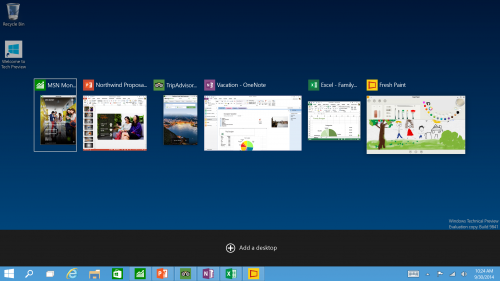 Recycle Bin
Welcome to
Tech Preview
MSN Mon...
Northwind Proposa...
TripAdvisor...
Vacation - OneNote
Excel - Family...
Fresh Paint
Windows Technical Preview
Evaluation copy. Build 9841
Add a desktop
10:24 AM
9/30/2014